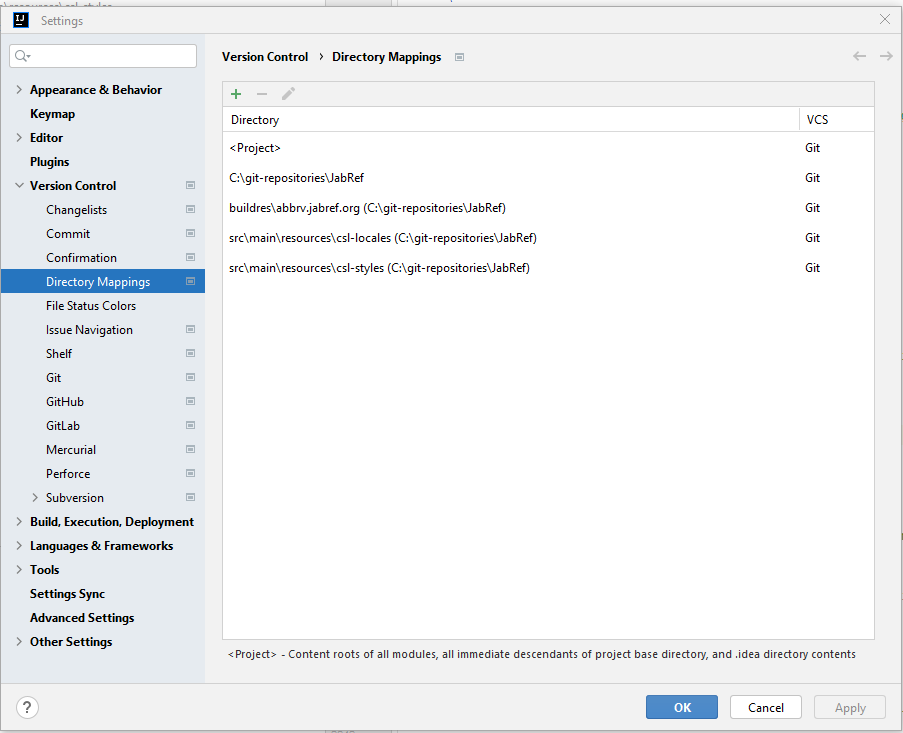 Settings
Version Control › Directory Mappings
Appearance & Behavior
Keymap
Editor
Plugins
Version Control
Changelists
Commit
Confirmation
Directory Mappings
File Status Colors
Issue Navigation
Shelf
Git
GitHub
GitLab
Mercurial
Perforce
Subversion
Build, Execution, Deployment
Languages & Frameworks
Tools
Settings Sync
Advanced Settings
Other Settings
Directory VCS
<Project> Git
C:\git-repositories\JabRef Git
buildres\abbrv.jabref.org (C:\git-repositories\JabRef) Git
src\main\resources\csl-locales (C:\git-repositories\JabRef) Git
src\main\resources\csl-styles (C:\git-repositories\JabRef) Git
<Project> - Content roots of all modules, all immediate descendants of project base directory, and .idea directory contents
? OK Cancel Apply